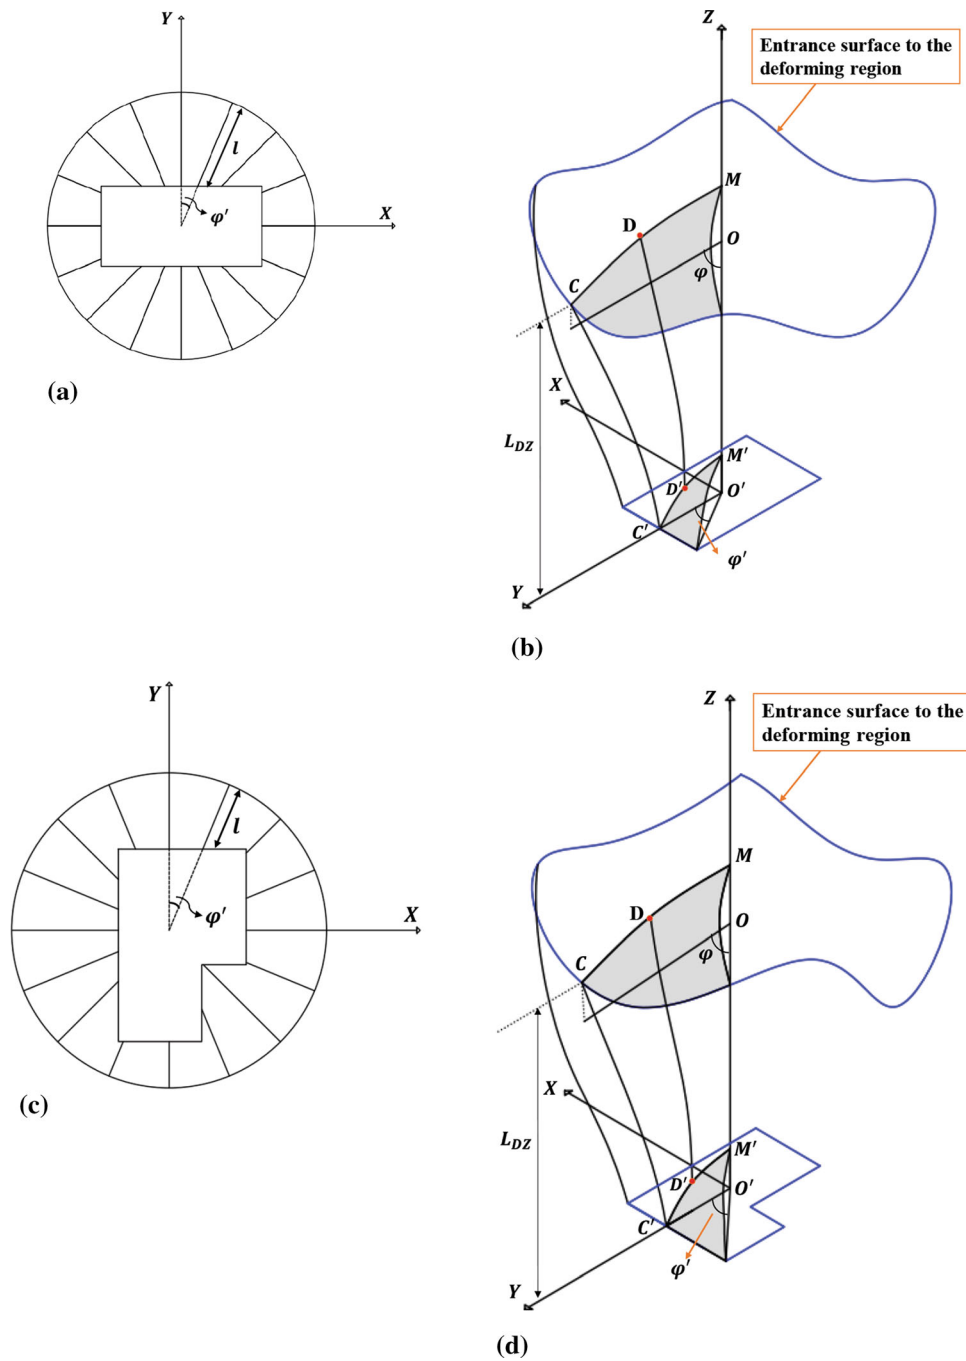 Y
l
φ′
X
(a)
Z
Entrance surface to the
deforming region
M
D
O
φ
C
X
L_DZ
M′
D′
O′
C′
φ′
Y
(b)
Y
l
φ′
X
(c)
Z
Entrance surface to the
deforming region
M
D
O
φ
C
X
L_DZ
M′
D′
O′
C′
φ′
Y
(d)